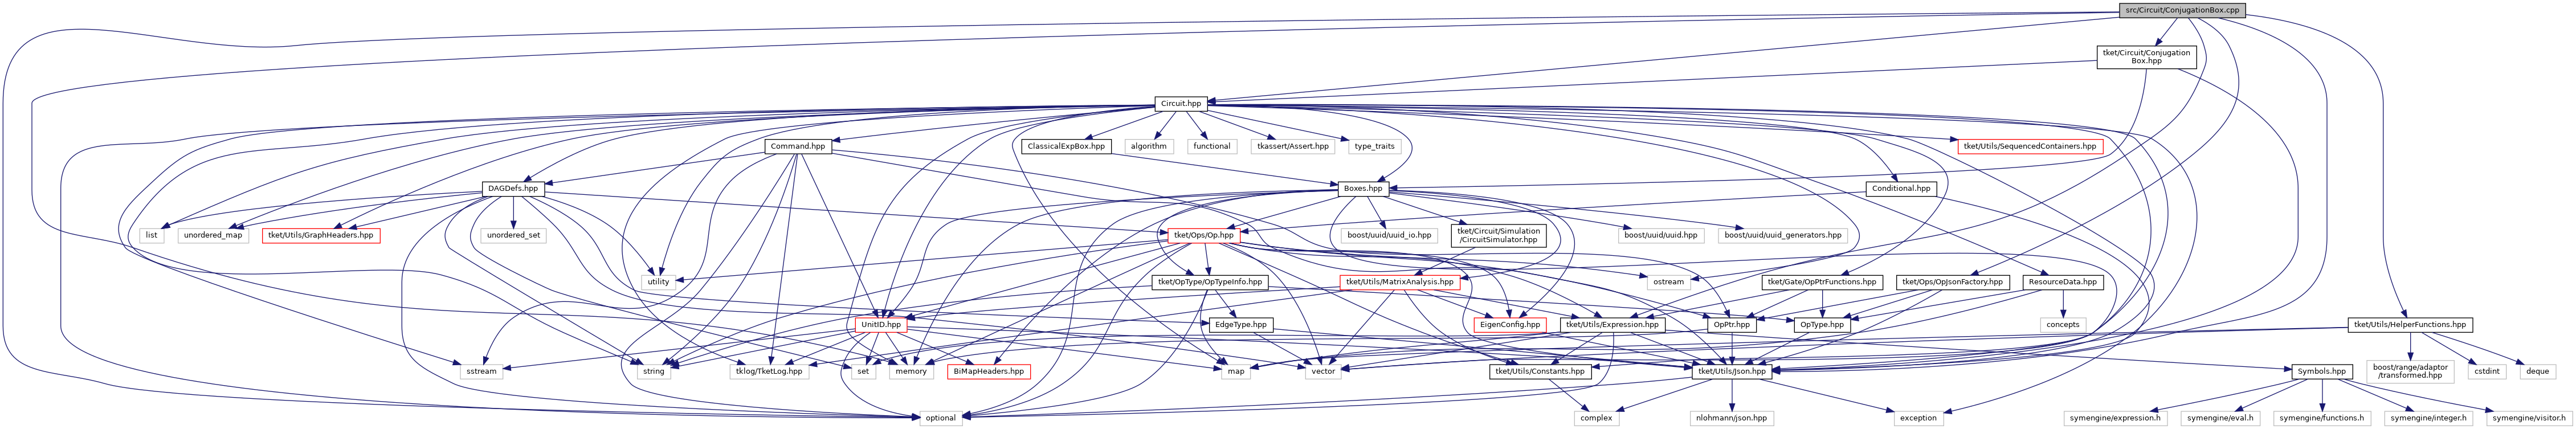 src/Circuit/ConjugationBox.cpp
tket/Circuit/Conjugation
Box.hpp
Circuit.hpp
Command.hpp
ClassicalExpBox.hpp
algorithm
functional
tkassert/Assert.hpp
type_traits
tket/Utils/SequencedContainers.hpp
DAGDefs.hpp
Boxes.hpp
Conditional.hpp
list
unordered_map
tket/Utils/GraphHeaders.hpp
unordered_set
tket/Ops/Op.hpp
boost/uuid/uuid_io.hpp
tket/Circuit/Simulation
/CircuitSimulator.hpp
boost/uuid/uuid.hpp
boost/uuid/uuid_generators.hpp
utility
tket/OpType/OpTypeInfo.hpp
tket/Utils/MatrixAnalysis.hpp
ostream
tket/Gate/OpPtrFunctions.hpp
tket/Ops/OpJsonFactory.hpp
ResourceData.hpp
UnitID.hpp
EdgeType.hpp
EigenConfig.hpp
tket/Utils/Expression.hpp
OpPtr.hpp
OpType.hpp
concepts
tket/Utils/HelperFunctions.hpp
sstream
string
tklog/TketLog.hpp
set
memory
BiMapHeaders.hpp
map
vector
tket/Utils/Constants.hpp
tket/Utils/Json.hpp
Symbols.hpp
boost/range/adaptor
/transformed.hpp
cstdint
deque
optional
complex
nlohmann/json.hpp
exception
symengine/expression.h
symengine/eval.h
symengine/functions.h
symengine/integer.h
symengine/visitor.h